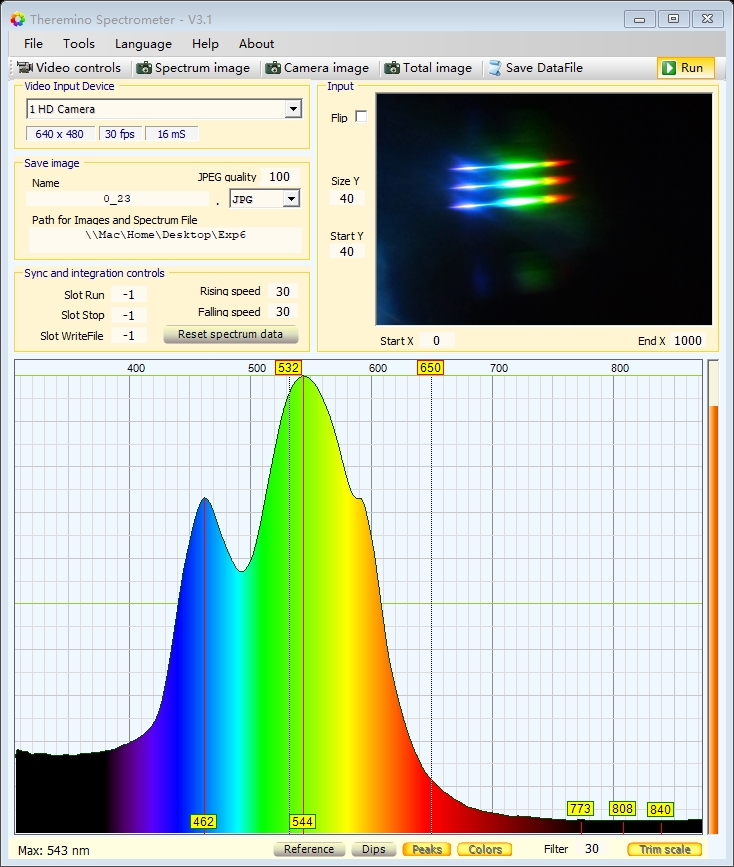 Theremino Spectrometer - V3.1
File Tools Language Help About
Video controls Spectrum image Camera image Total image Save DataFile Run
Video Input Device
1 HD Camera
640 x 480 30 fps 16 mS
Save image
Name JPEG quality 100
0_23 . JPG
Path for Images and Spectrum File
\\Mac\Home\Desktop\Exp6
Sync and integration controls
Slot Run -1 Rising speed 30
Slot Stop -1 Falling speed 30
Slot WriteFile -1 Reset spectrum data
Input
Flip
Size Y
40
Start Y
40
Start X 0 End X 1000
400 500 532 600 650 700 800
462 544 773 808 840
Max: 543 nm Reference Dips Peaks Colors Filter 30 Trim scale